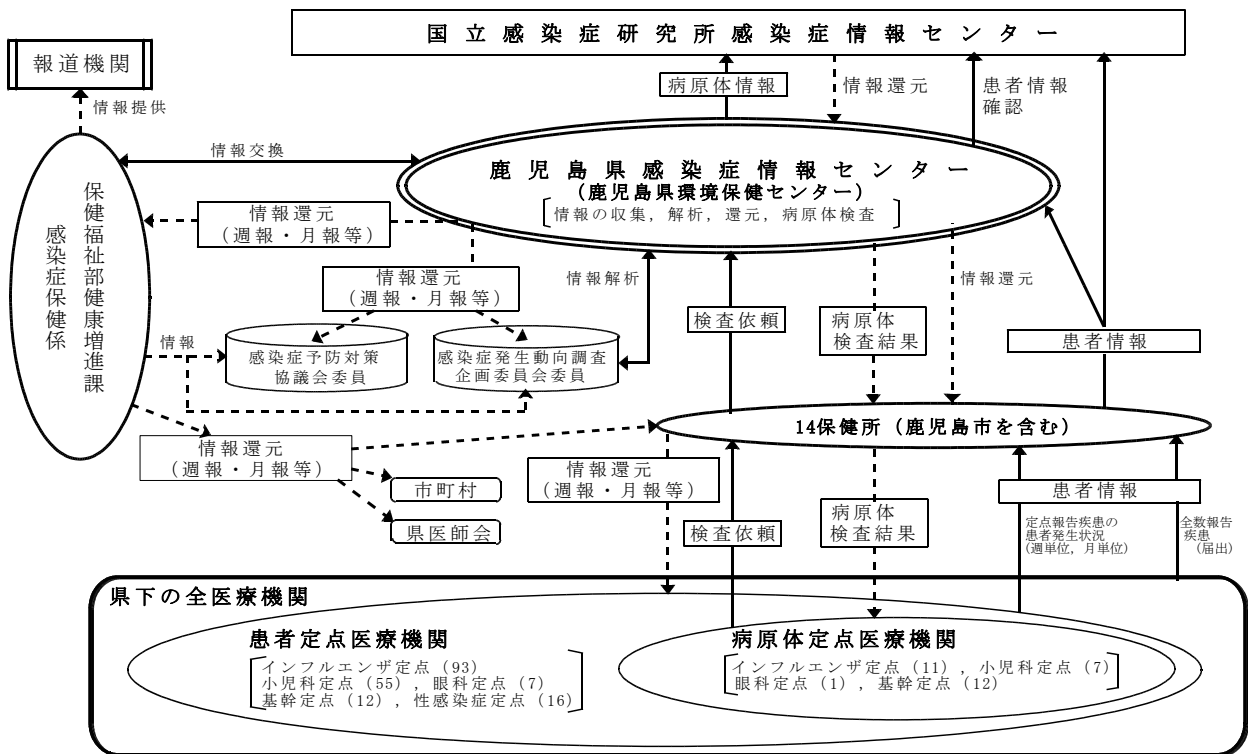 国立感染症研究所感染症情報センター
報道機関
情報提供
病原体情報
情報還元
患者情報
確認
情報交換
鹿児島県感染症情報センター
(鹿児島県環境保健センター)
情報の収集, 解析, 還元, 病原体検査
保健福祉部健康増進課
感染症保健係
情報還元
(週報・月報等)
情報還元
(週報・月報等)
情報解析
情報還元
検査依頼
病原体
検査結果
患者情報
情報
感染症予防対策
協議会委員
感染症発生動向調査
企画委員会委員
14保健所 (鹿児島市を含む)
情報還元
(週報・月報等)
市町村
県医師会
情報還元
(週報・月報等)
検査依頼
病原体
検査結果
患者情報
定点報告疾患の
患者発生状況
(週単位, 月単位)
全数報告
疾患
(届出)
県下の全医療機関
患者定点医療機関
インフルエンザ定点 (93)
小児科定点 (55) , 眼科定点 (7)
基幹定点 (12) , 性感染症定点 (16)
病原体定点医療機関
インフルエンザ定点 (11) , 小児科定点 (7)
眼科定点 (1) , 基幹定点 (12)